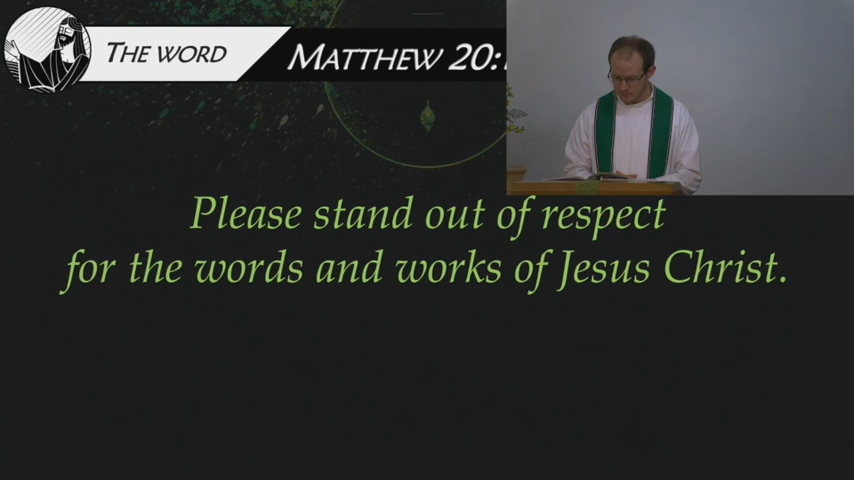 THE WORD
MATTHEW 20:
Please stand out of respect
for the words and works of Jesus Christ.